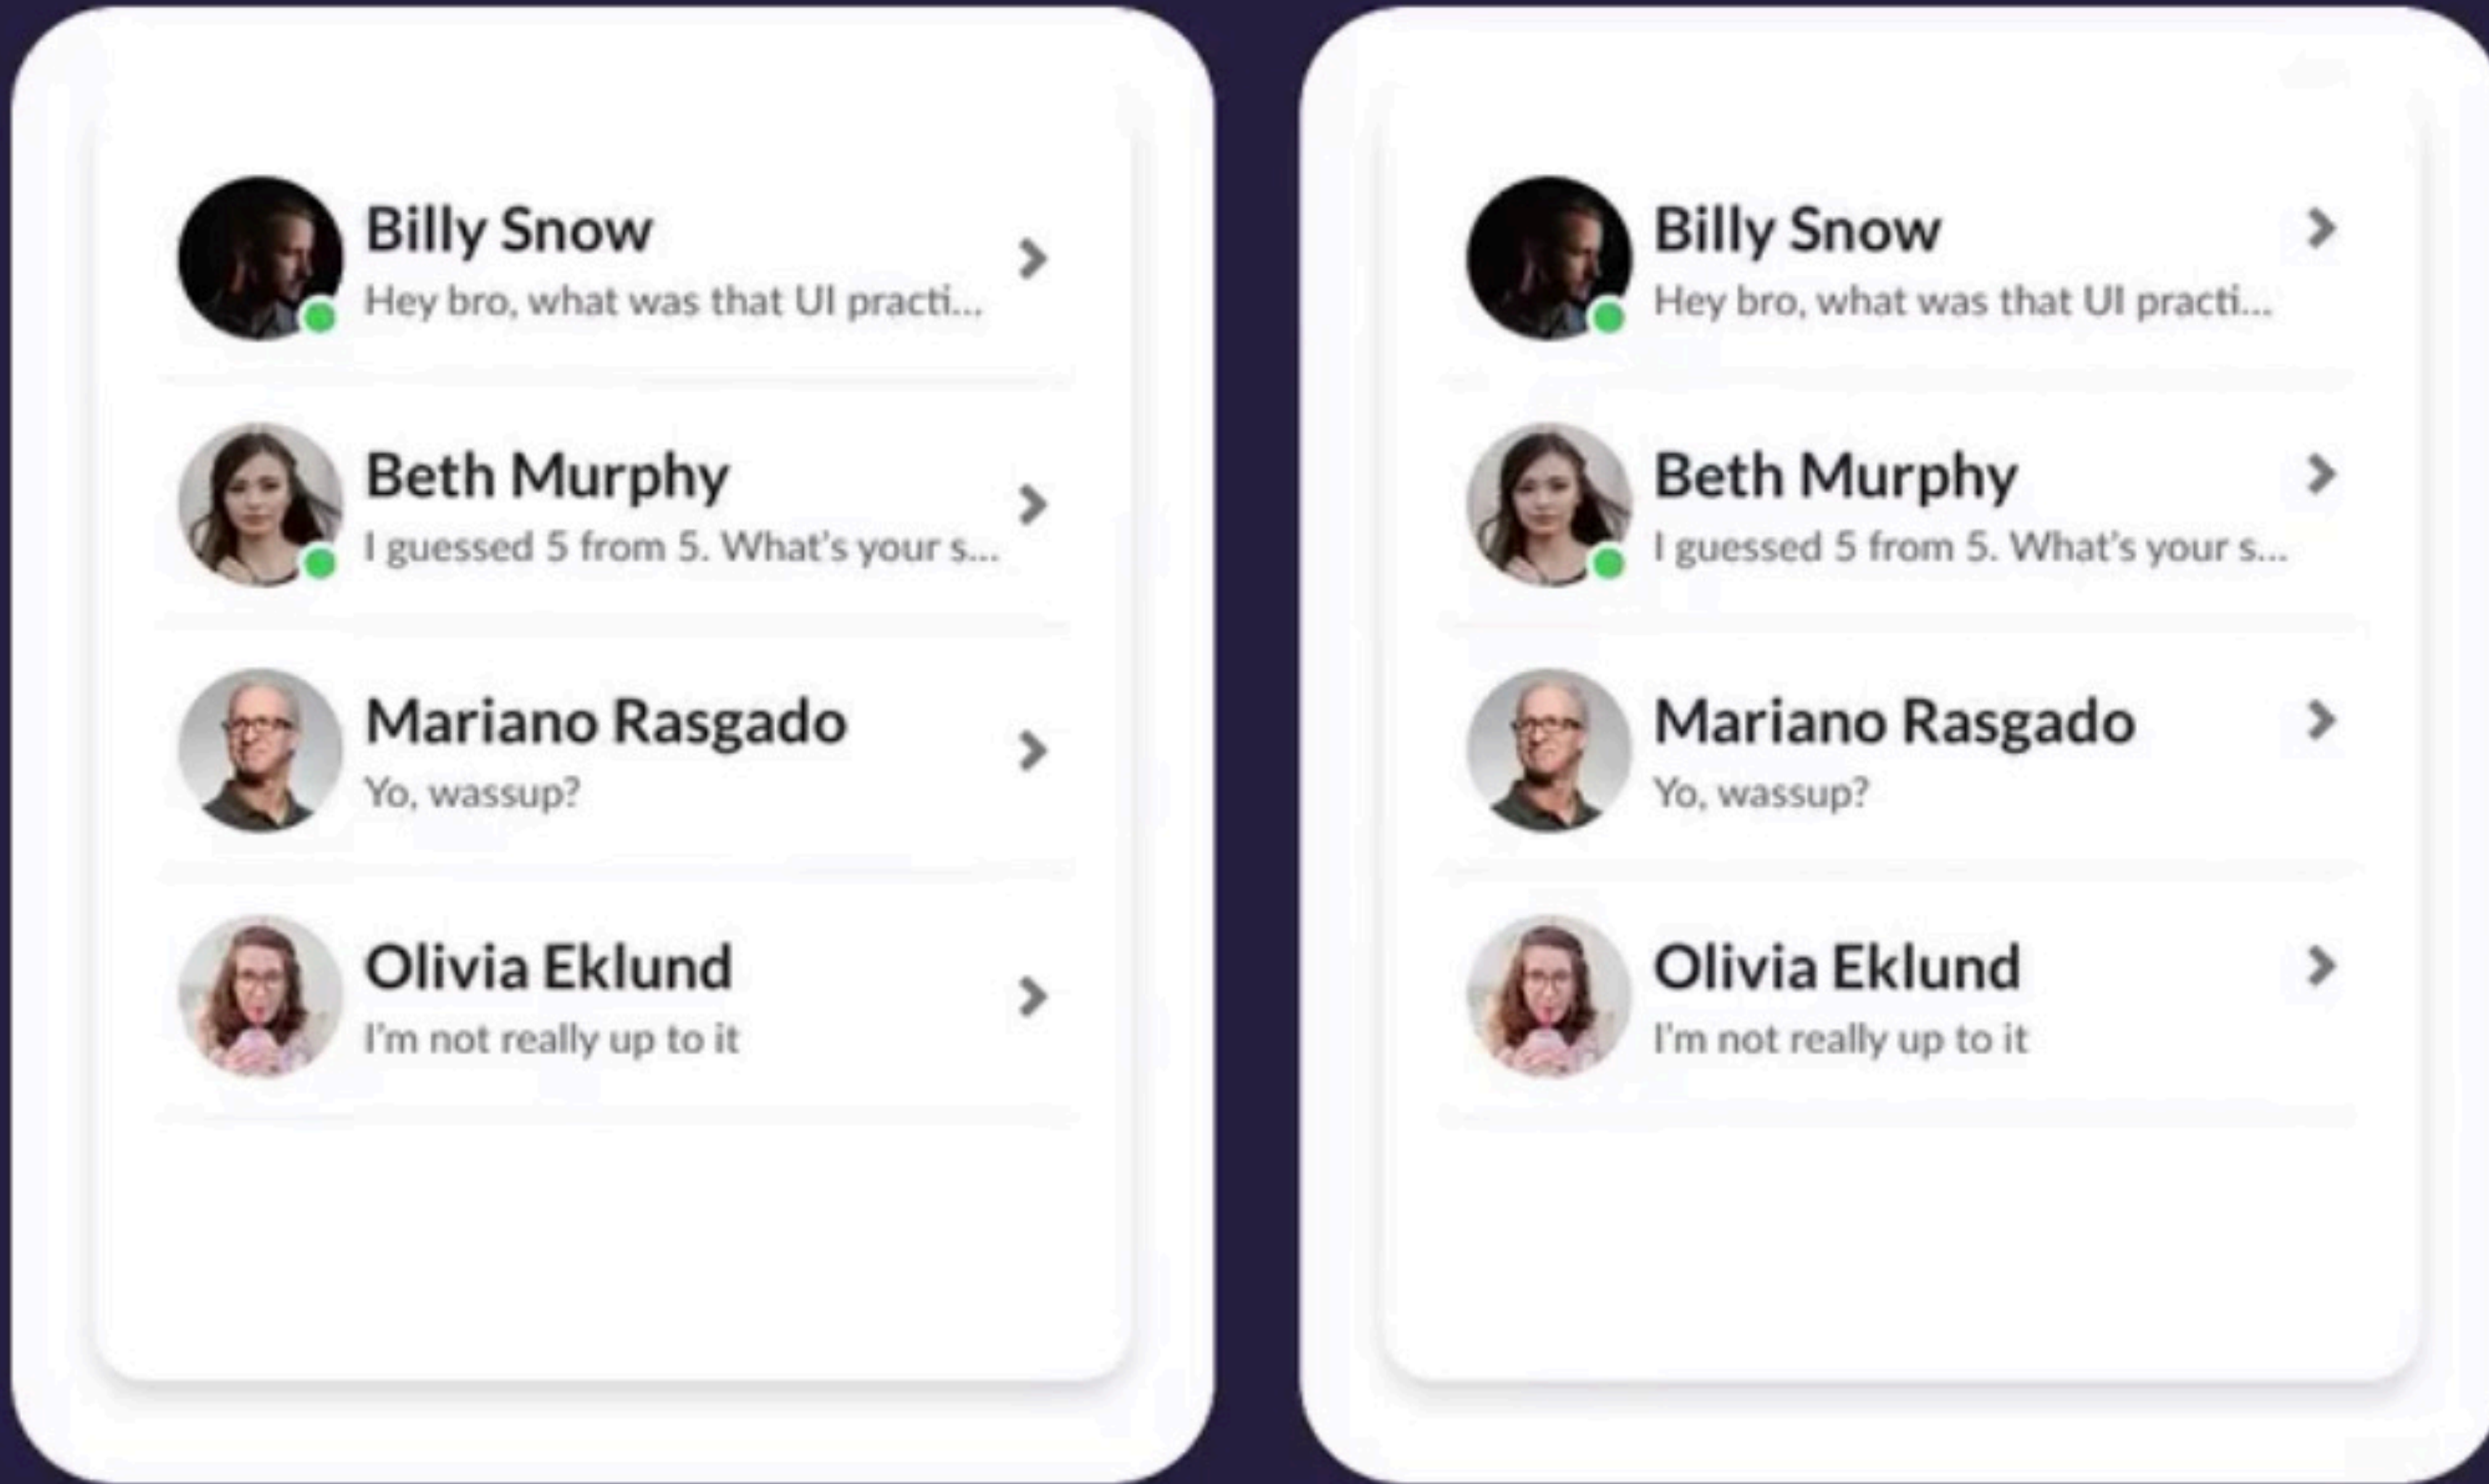 Billy Snow
Hey bro, what was that UI practi...
Beth Murphy
I guessed 5 from 5. What's your s...
Mariano Rasgado
Yo, wassup?
Olivia Eklund
I'm not really up to it
Billy Snow
Hey bro, what was that UI practi...
Beth Murphy
I guessed 5 from 5. What's your s...
Mariano Rasgado
Yo, wassup?
Olivia Eklund
I'm not really up to it